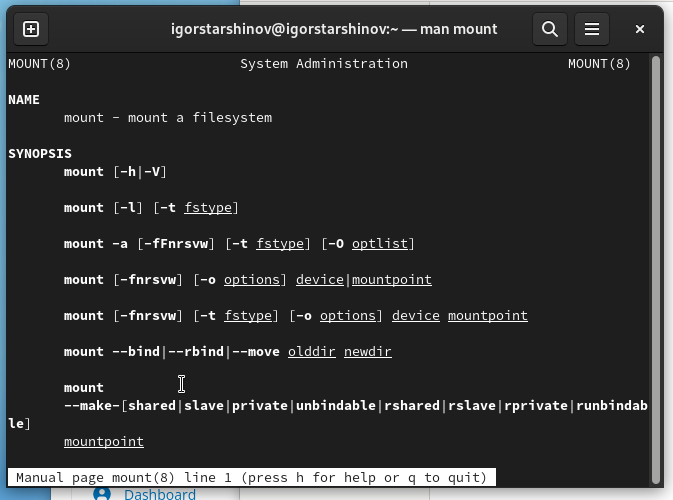 igorstarshinov@igorstarshinov:~ — man mount
MOUNT(8) System Administration MOUNT(8)
NAME
mount - mount a filesystem
SYNOPSIS
mount [-h|-V]
mount [-l] [-t fstype]
mount -a [-fFnrsvw] [-t fstype] [-O optlist]
mount [-fnrsvw] [-o options] device|mountpoint
mount [-fnrsvw] [-t fstype] [-o options] device mountpoint
mount --bind|--rbind|--move olddir newdir
mount
--make-[shared|slave|private|unbindable|rshared|rslave|rprivate|runbindab
le]
mountpoint
Manual page mount(8) line 1 (press h for help or q to quit)
Dashboard